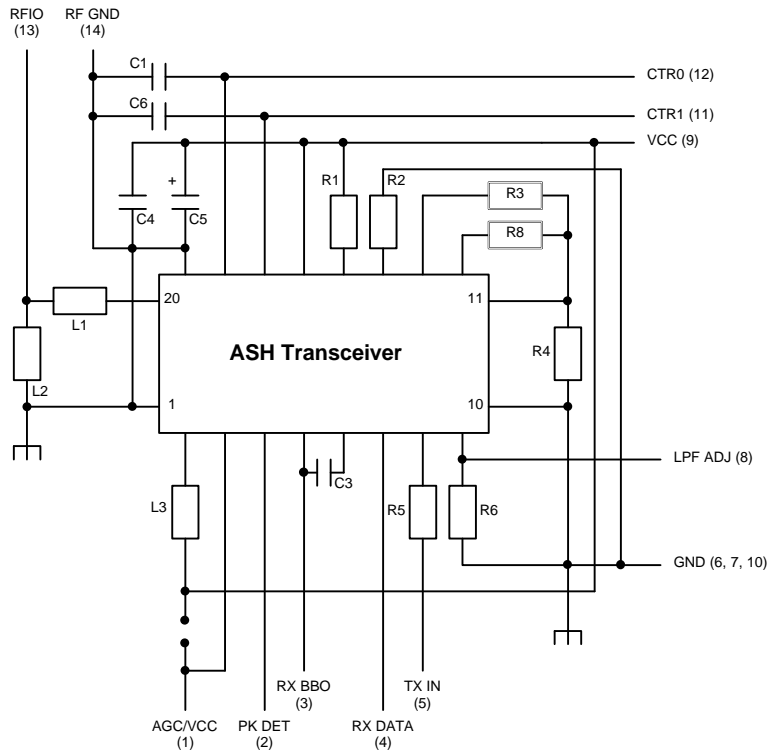 RFIO
(13)
RF GND
(14)
C1
CTR0 (12)
C6
CTR1 (11)
VCC (9)
+
C4
C5
R1
R2
R3
R8
20
11
L1
ASH Transceiver
R4
L2
1
10
LPF ADJ (8)
C3
L3
R5
R6
GND (6, 7, 10)
RX BBO
(3)
TX IN
(5)
AGC/VCC
(1)
PK DET
(2)
RX DATA
(4)